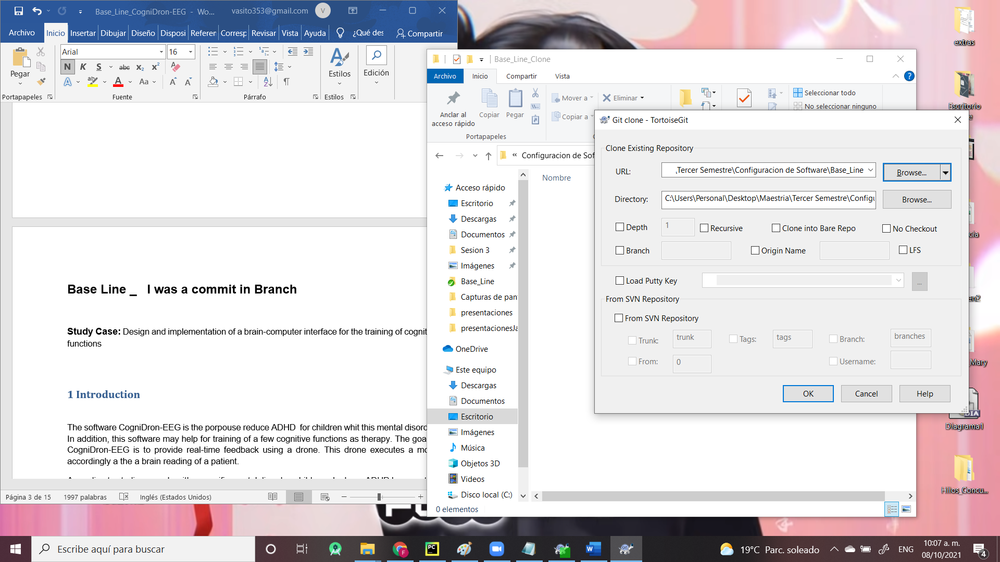 Base_Line_CogniDron-EEG - Wo...
vasito353@gmail.com
V
Archivo
Inicio
Insertar
Dibujar
Diseño
Disposi
Referen
Corresp
Revisar
Vista
Ayuda
¿Qué des
Compartir
Pegar
Arial
16
N K S abc x₂ x²
A ab A Aa A A
Estilos
Edición
Portapapeles
Fuente
Párrafo
Estilos
Base Line _ I was a commit in Branch
Study Case: Design and implementation of a brain-computer interface for the training of cognit
functions
1 Introduction
The software CogniDron-EEG is the porpouse reduce ADHD for children whit this mental disord
In addition, this software may help for training of a few cognitive functions as therapy. The goa
CogniDron-EEG is to provide real-time feedback using a drone. This drone executes a mo
accordingly a the a brain reading of a patient.
Página 3 de 15
1997 palabras
Inglés (Estados Unidos)
Base_Line_Clone
Archivo
Inicio
Compartir
Vista
Anclar al
acceso rápido
Copiar
Pegar
Mover a
Copiar a
Eliminar
Seleccionar todo
No seleccionar ninguno
Portapapeles
« Configuracion de Sof
Nombre
Acceso rápido
Escritorio
Descargas
Documentos
Sesion 3
Imágenes
Base_Line
Capturas de pan
presentaciones
presentacionesJa
OneDrive
Este equipo
Descargas
Documentos
Escritorio
Imágenes
Música
Objetos 3D
Videos
Disco local (C:)
0 elementos
Git clone - TortoiseGit
Clone Existing Repository
URL:
\Tercer Semestre\Configuracion de Software\Base_Line
Browse...
Directory:
C:\Users\Personal\Desktop\Maestria\Tercer Semestre\Configu
Browse...
Depth
1
Recursive
Clone into Bare Repo
No Checkout
Branch
Origin Name
LFS
Load Putty Key
...
From SVN Repository
From SVN Repository
Trunk:
trunk
Tags:
tags
Branch:
branches
From:
0
Username:
OK
Cancel
Help
extras
Escritorio
e
cia
en2
_Mary
DIA
Diagrama1
Hilos_Concu...
Escribe aquí para buscar
19°C Parc. soleado
ENG
10:07 a. m.
08/10/2021
4